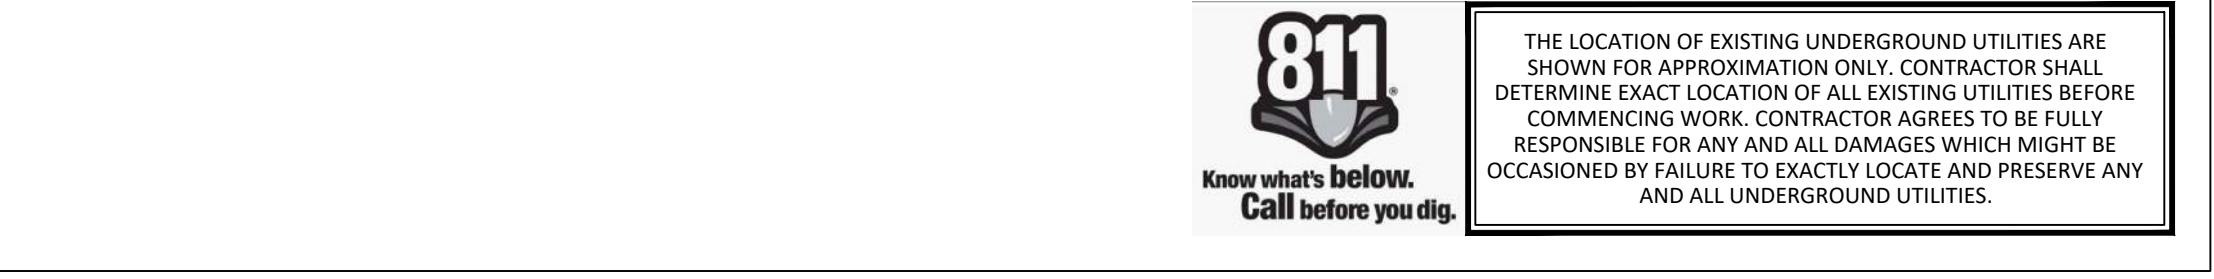 811®
Know what's below.
Call before you dig.
THE LOCATION OF EXISTING UNDERGROUND UTILITIES ARE
SHOWN FOR APPROXIMATION ONLY. CONTRACTOR SHALL
DETERMINE EXACT LOCATION OF ALL EXISTING UTILITIES BEFORE
COMMENCING WORK. CONTRACTOR AGREES TO BE FULLY
RESPONSIBLE FOR ANY AND ALL DAMAGES WHICH MIGHT BE
OCCASIONED BY FAILURE TO EXACTLY LOCATE AND PRESERVE ANY
AND ALL UNDERGROUND UTILITIES.